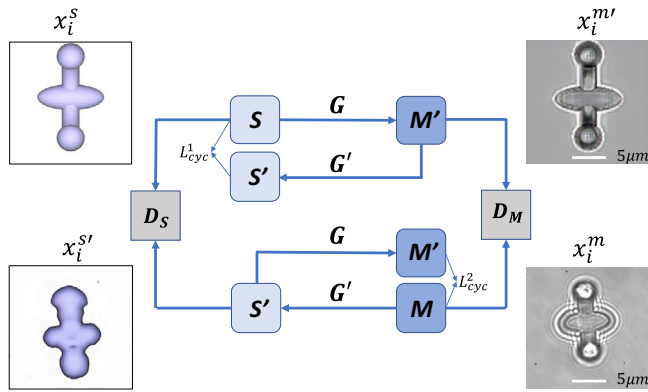 x_i^s
x_i^{m'}
S
G
M'
L_{cyc}^1
S'
G'
5μm
D_S
D_M
x_i^{s'}
G
M'
x_i^m
L_{cyc}^2
S'
G'
M
5μm